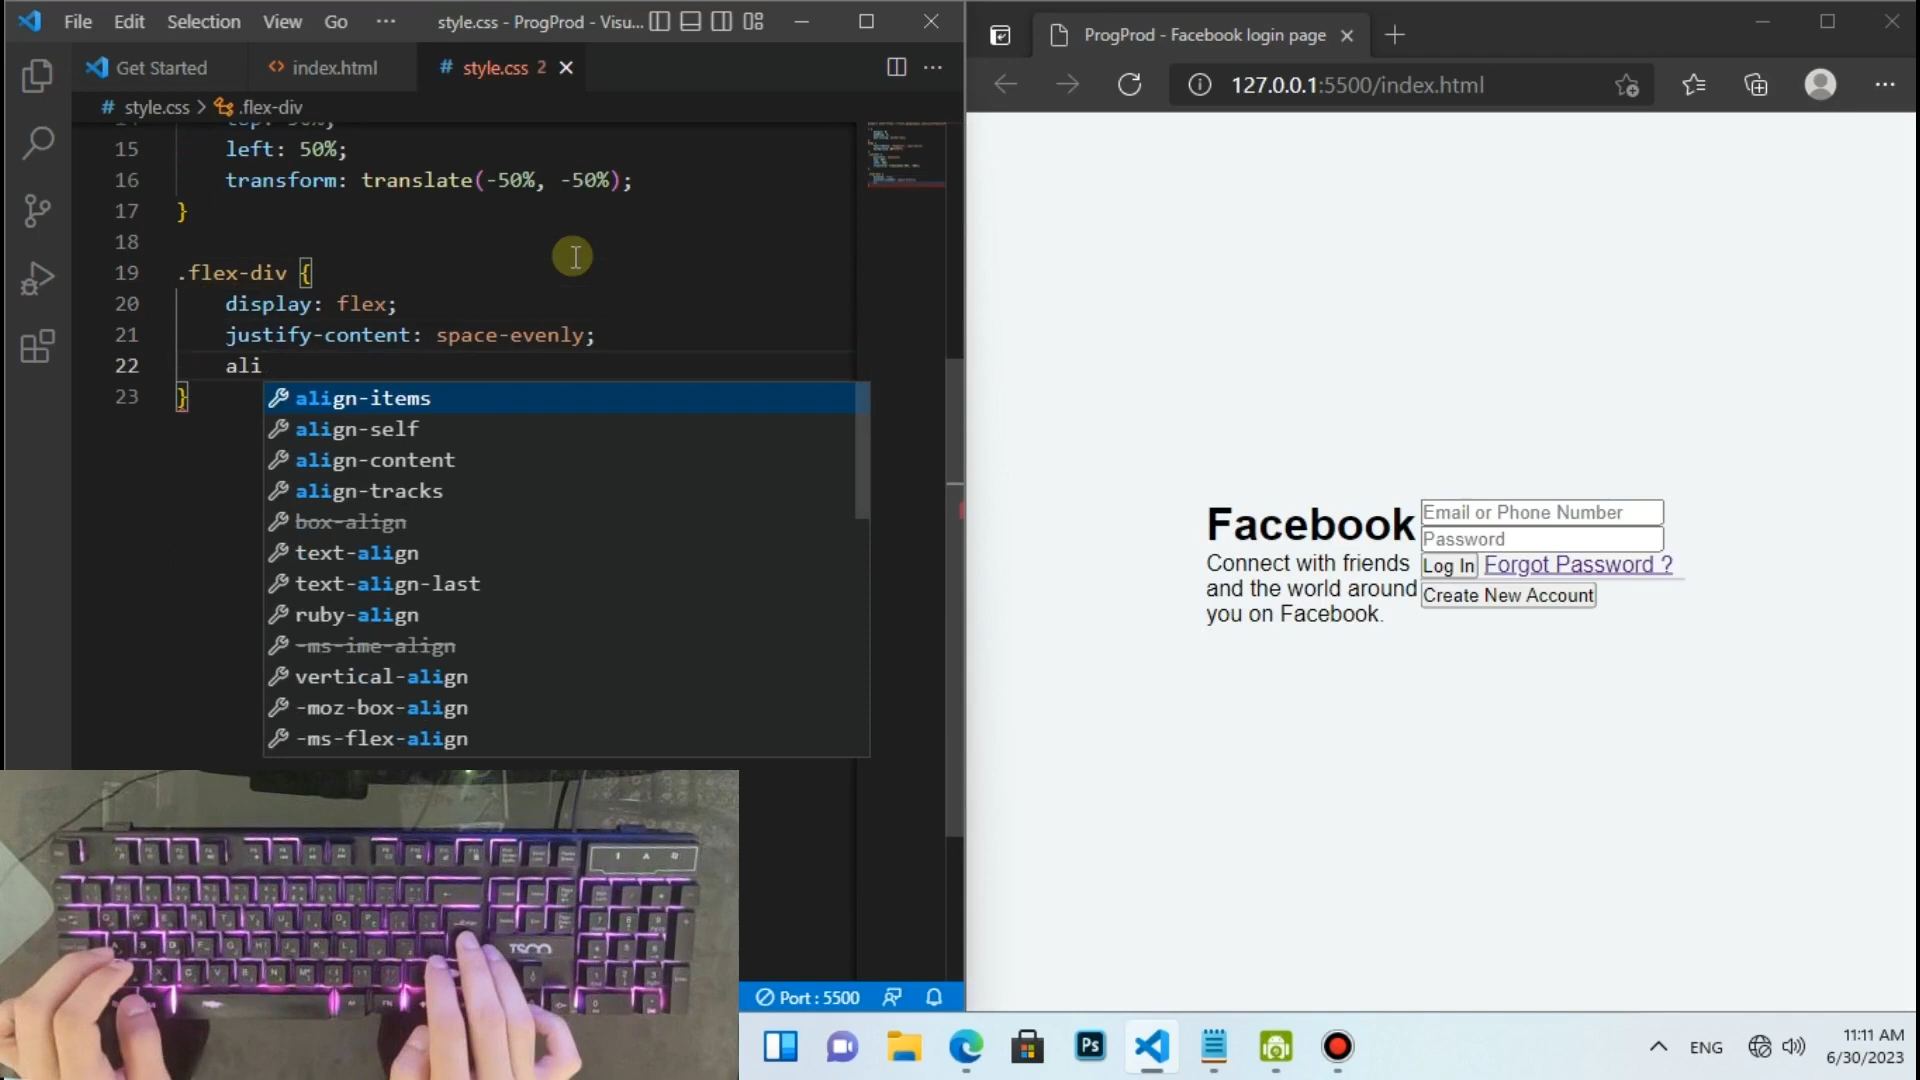 File Edit Selection View Go ··· style.css - ProgProd - Visu...
Get Started
<> index.html
# style.css 2
# style.css > .flex-div
15 left: 50%;
16 transform: translate(-50%, -50%);
17 }
18
19 .flex-div {
20 display: flex;
21 justify-content: space-evenly;
22 ali
23 }
align-items
align-self
align-content
align-tracks
box-align
text-align
text-align-last
ruby-align
-ms-ime-align
vertical-align
-moz-box-align
-ms-flex-align
TSCO
Port : 5500
ProgProd - Facebook login page
127.0.0.1:5500/index.html
Facebook
Connect with friends
and the world around
you on Facebook.
Email or Phone Number
Password
Log In Forgot Password ?
Create New Account
Ps
ENG
11:11 AM
6/30/2023